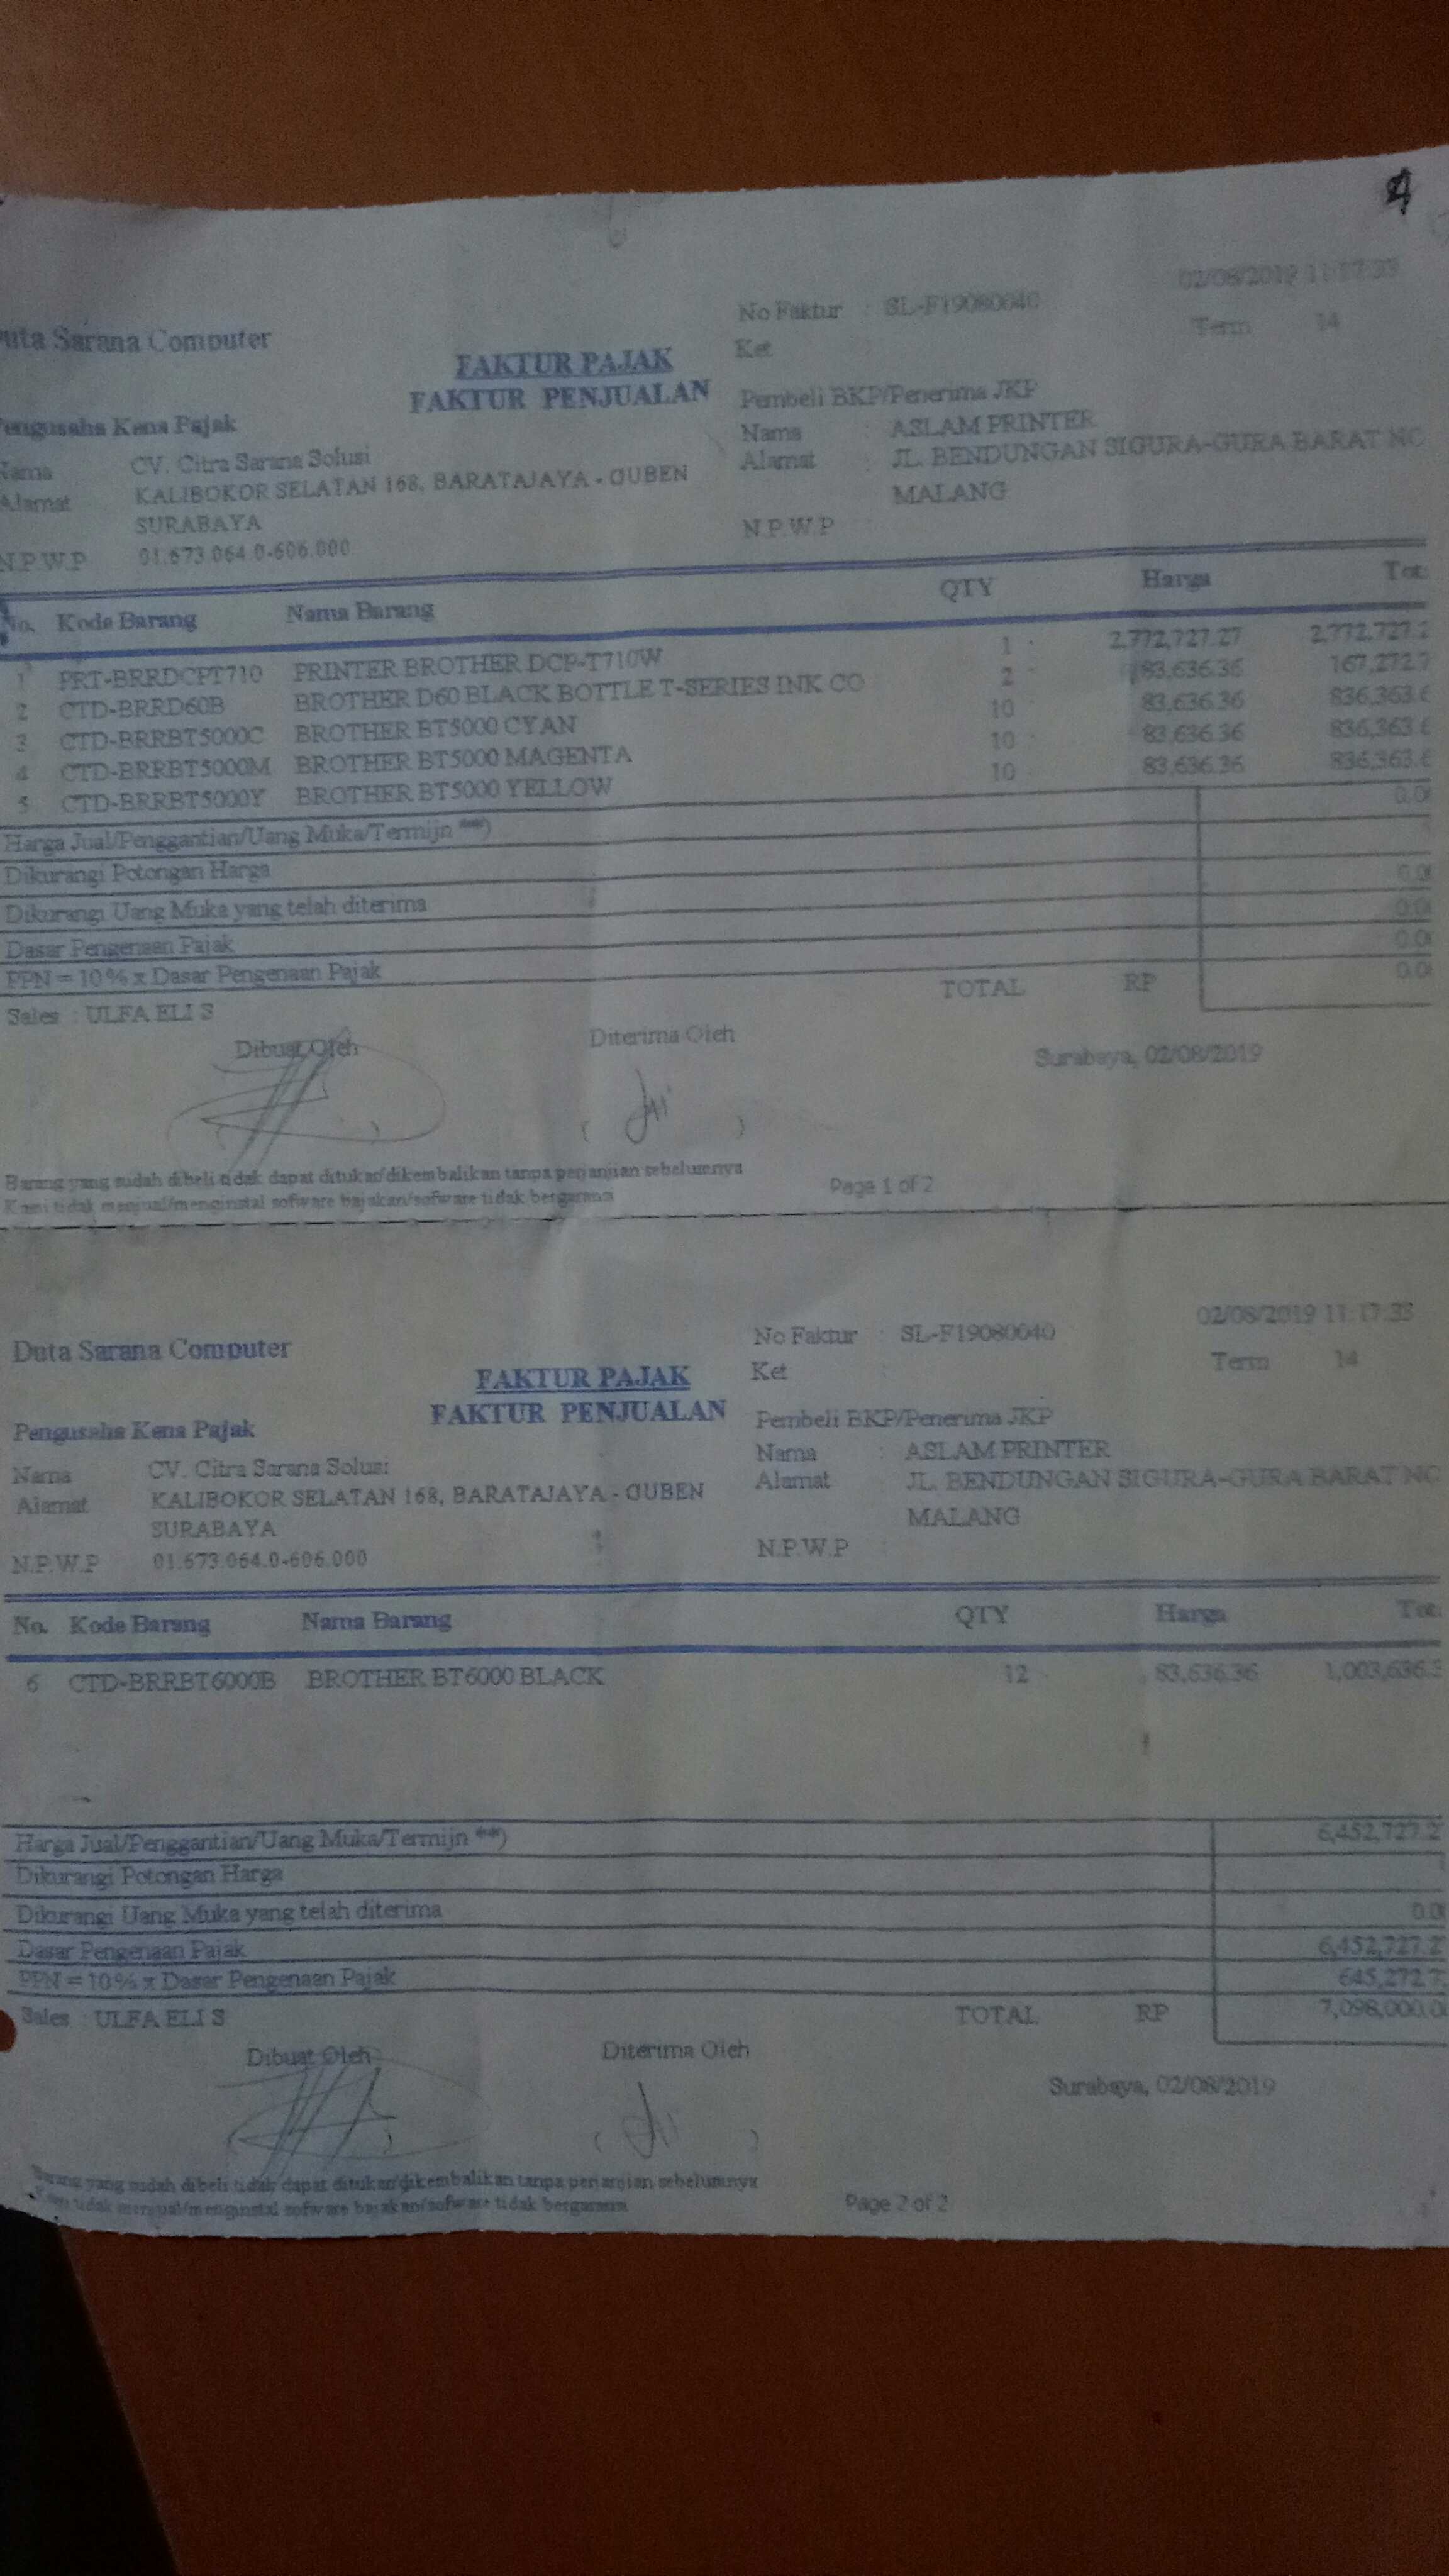 4
02/08/2019 11:17:33
No Faktur : SL-F19080040
Term 14
uta Sarana Computer
Ket
FAKTUR PAJAK
FAKTUR PENJUALAN
Pembeli BKP/Penerima JKP
engusaha Kena Pajak
Nama : ASLAM PRINTER
Nama CV. Citra Sarana Solusi
Alamat : JL. BENDUNGAN SIGURA-GURA BARAT NO
Alamat KALIBOKOR SELATAN 168, BARATAJAYA - GUBEN
MALANG
SURABAYA
N.P.W.P :
N.P.W.P 01.673.064.0-606.000
No. Kode Barang Nama Barang QTY Harga Tot
1 PRT-BRRDCPT710 PRINTER BROTHER DCP-T710W 1 2,772,727.27 2,772,727.2
2 CTD-BRRD60B BROTHER D60 BLACK BOTTLE T-SERIES INK CO 2 83,636.36 167,272.7
3 CTD-BRRBT5000C BROTHER BT5000 CYAN 10 83,636.36 836,363.6
4 CTD-BRRBT5000M BROTHER BT5000 MAGENTA 10 83,636.36 836,363.6
5 CTD-BRRBT5000Y BROTHER BT5000 YELLOW 10 83,636.36 836,363.6
Harga Jual/Penggantian/Uang Muka/Termijn **) 0.0
Dikurangi Potongan Harga
Dikurangi Uang Muka yang telah diterima 0.0
Dasar Pengenaan Pajak 0.0
PPN = 10% x Dasar Pengenaan Pajak 0.0
Sales : ULFA ELI S TOTAL RP 0.0
Dibuat Oleh Diterima Oleh
Surabaya, 02/08/2019
Barang yang sudah dibeli tidak dapat ditukar/dikembalikan tanpa perjanjian sebelumnya
Kami tidak menjual/menginstal sofware bajakan/sofware tidak bergaransi
Page 1 of 2
02/08/2019 11:17:33
No Faktur : SL-F19080040
Term 14
Duta Sarana Computer
Ket :
FAKTUR PAJAK
FAKTUR PENJUALAN
Pembeli BKP/Penerima JKP
Pengusaha Kena Pajak
Nama : ASLAM PRINTER
Nama CV. Citra Sarana Solusi
Alamat : JL. BENDUNGAN SIGURA-GURA BARAT NO
Alamat KALIBOKOR SELATAN 168, BARATAJAYA - GUBEN
MALANG
SURABAYA
N.P.W.P :
N.P.W.P 01.673.064.0-606.000
No. Kode Barang Nama Barang QTY Harga Tot
6 CTD-BRRBT6000B BROTHER BT6000 BLACK 12 83,636.36 1,003,636.3
Harga Jual/Penggantian/Uang Muka/Termijn **) 6,452,727.2
Dikurangi Potongan Harga
Dikurangi Uang Muka yang telah diterima 0.0
Dasar Pengenaan Pajak 6,452,727.2
PPN = 10% x Dasar Pengenaan Pajak 645,272.7
Sales : ULFA ELI S TOTAL RP 7,098,000.0
Dibuat Oleh Diterima Oleh
Surabaya, 02/08/2019
Barang yang sudah dibeli tidak dapat ditukar/dikembalikan tanpa perjanjian sebelumnya
Kami tidak menjual/menginstal sofware bajakan/sofware tidak bergaransi
Page 2 of 2